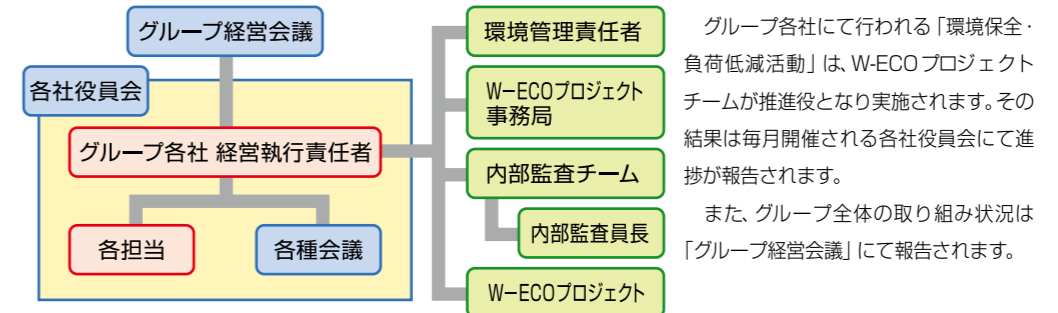 グループ経営会議
各社役員会
グループ各社 経営執行責任者
各担当
各種会議
環境管理責任者
W−ECOプロジェクト
事務局
内部監査チーム
内部監査員長
W−ECOプロジェクト
グループ各社にて行われる「環境保全・
負荷低減活動」は、W-ECOプロジェクト
チームが推進役となり実施されます。その
結果は毎月開催される各社役員会にて進
捗が報告されます。
また、グループ全体の取り組み状況は
「グループ経営会議」にて報告されます。